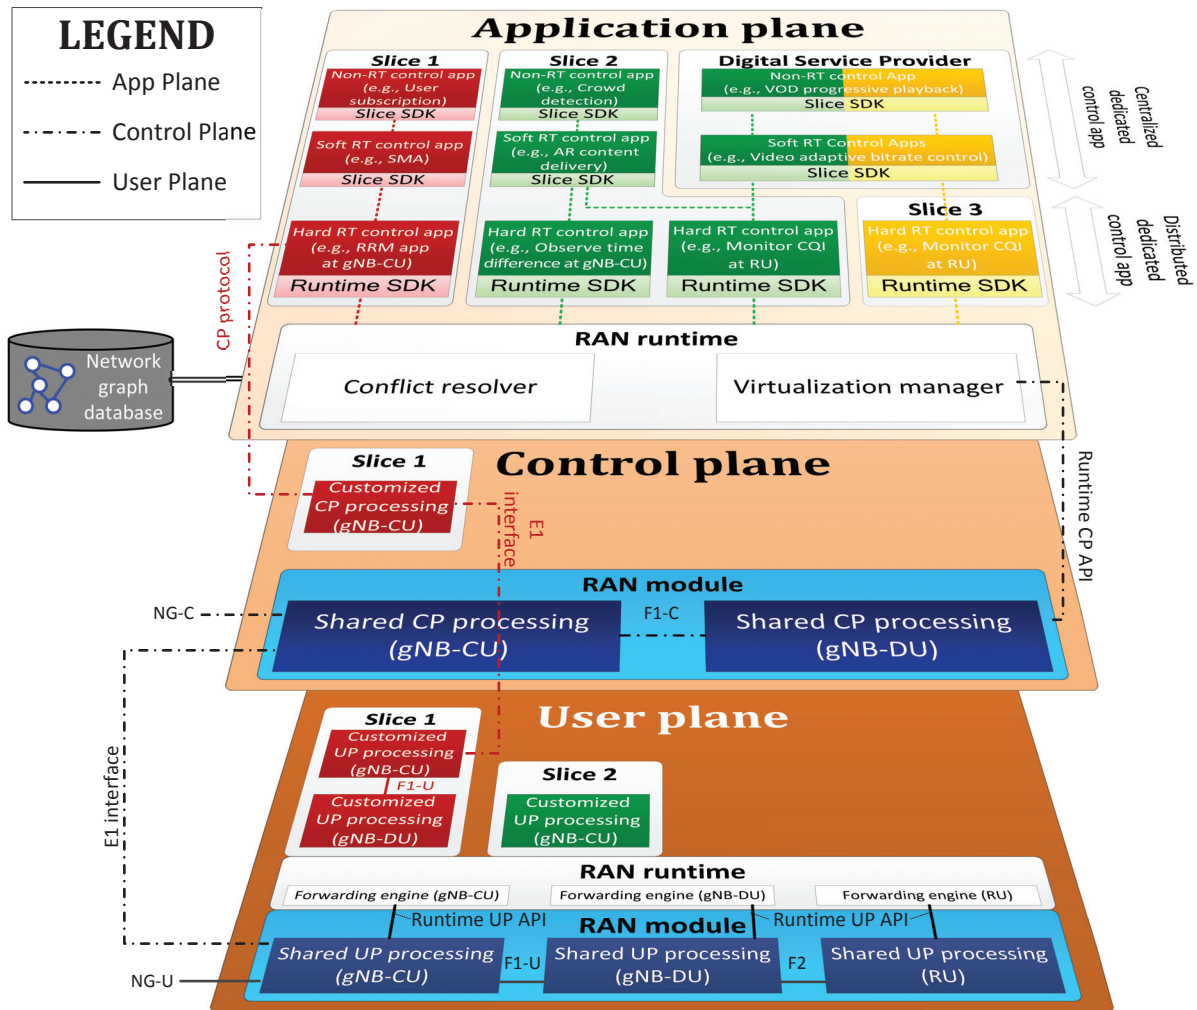 LEGEND
App Plane
Control Plane
User Plane
Application plane
Slice 1
Non-RT control app
(e.g., User
subscription)
Slice SDK
Soft RT control app
(e.g., SMA)
Slice SDK
Hard RT control app
(e.g., RRM app
at gNB-CU)
Runtime SDK
Slice 2
Non-RT control app
(e.g., Crowd
detection)
Slice SDK
Soft RT control app
(e.g., AR content
delivery)
Slice SDK
Hard RT control app
(e.g., Observe time
difference at gNB-CU)
Runtime SDK
Hard RT control app
(e.g., Monitor CQI
at RU)
Runtime SDK
Digital Service Provider
Non-RT control App
(e.g., VOD progressive playback)
Slice SDK
Soft RT Control Apps
(e.g., Video adaptive bitrate control)
Slice SDK
Slice 3
Hard RT control app
(e.g., Monitor CQI
at RU)
Runtime SDK
Centralized
dedicated
control app
Distributed
dedicated
control app
CP protocol
Network
graph
database
RAN runtime
Conflict resolver
Virtualization manager
Runtime CP API
Control plane
Slice 1
Customized
CP processing
(gNB-CU)
E1
interface
RAN module
NG-C
Shared CP processing
(gNB-CU)
F1-C
Shared CP processing
(gNB-DU)
E1 interface
User plane
Slice 1
Customized
UP processing
(gNB-CU)
F1-U
Customized
UP processing
(gNB-DU)
Slice 2
Customized
UP processing
(gNB-CU)
RAN runtime
Forwarding engine (gNB-CU)
Forwarding engine (gNB-DU)
Forwarding engine (RU)
Runtime UP API
RAN module
Runtime UP API
NG-U
Shared UP processing
(gNB-CU)
F1-U
Shared UP processing
(gNB-DU)
F2
Shared UP processing
(RU)